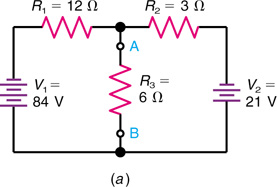 R₁ = 12 Ω
R₂ = 3 Ω
A
V₁ =
84 V
R₃ =
6 Ω
V₂ =
21 V
B
(a)